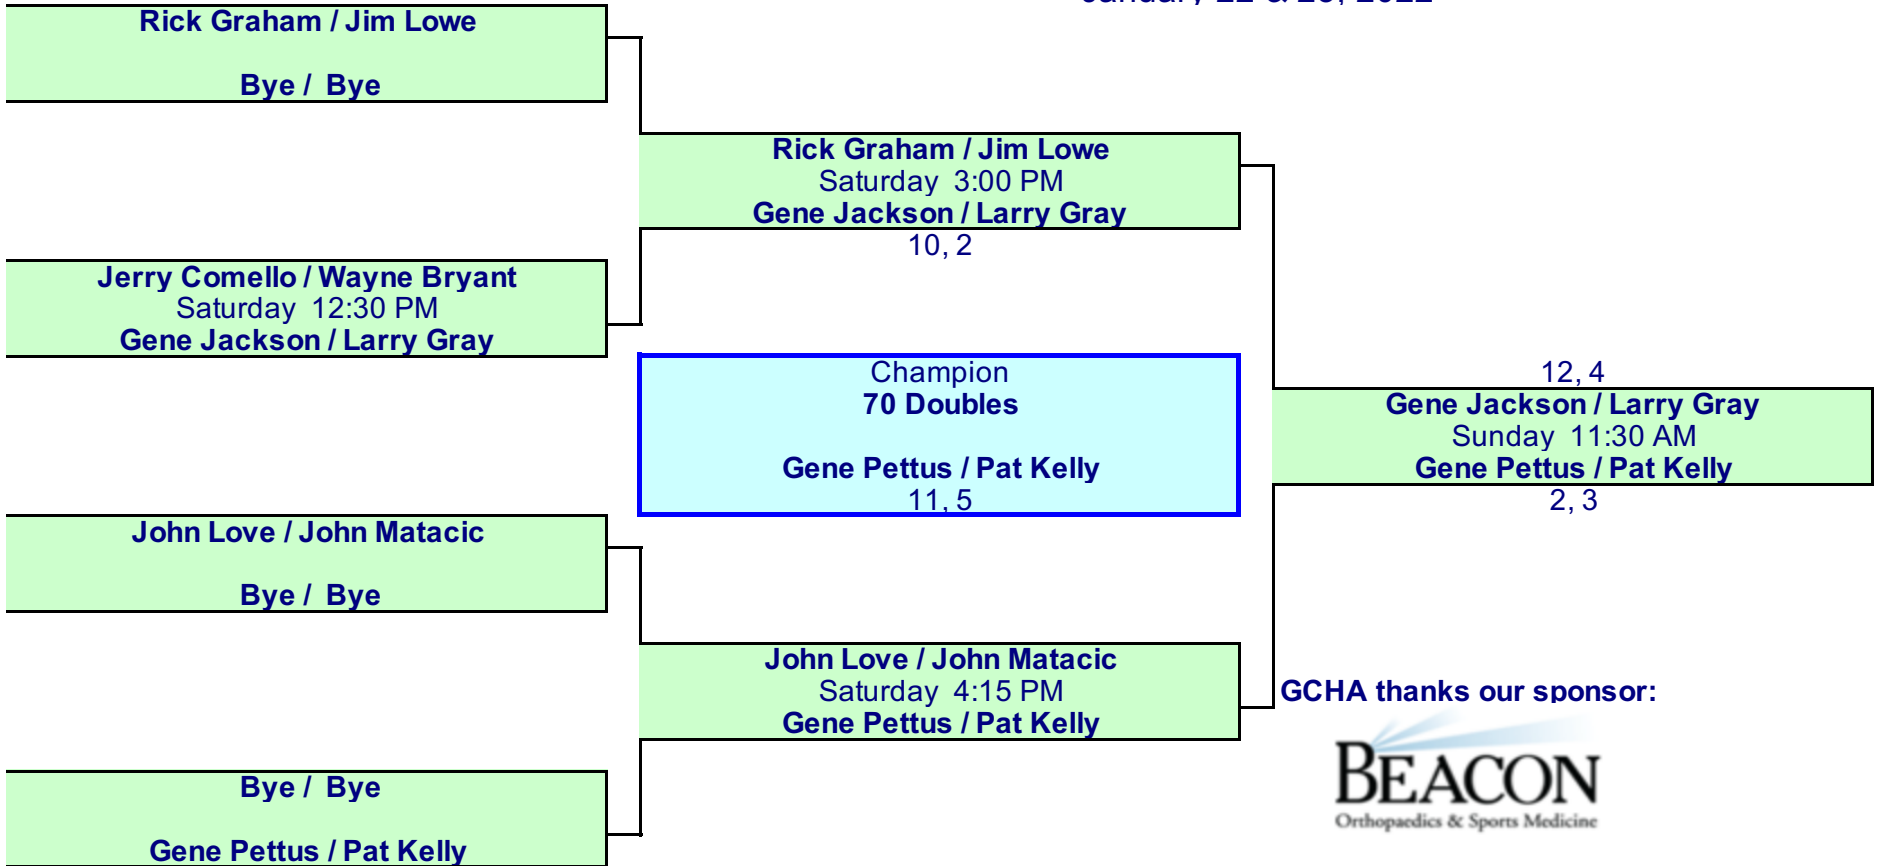 Rick Graham / Jim Lowe
Bye / Bye
Rick Graham / Jim Lowe
Saturday 3:00 PM
Gene Jackson / Larry Gray
10, 2
Jerry Comello / Wayne Bryant
Saturday 12:30 PM
Gene Jackson / Larry Gray
Champion
70 Doubles
Gene Pettus / Pat Kelly
11, 5
12, 4
Gene Jackson / Larry Gray
Sunday 11:30 AM
Gene Pettus / Pat Kelly
2, 3
John Love / John Matacic
Bye / Bye
John Love / John Matacic
Saturday 4:15 PM
Gene Pettus / Pat Kelly
Bye / Bye
Gene Pettus / Pat Kelly
GCHA thanks our sponsor:
BEACON
Orthopaedics & Sports Medicine